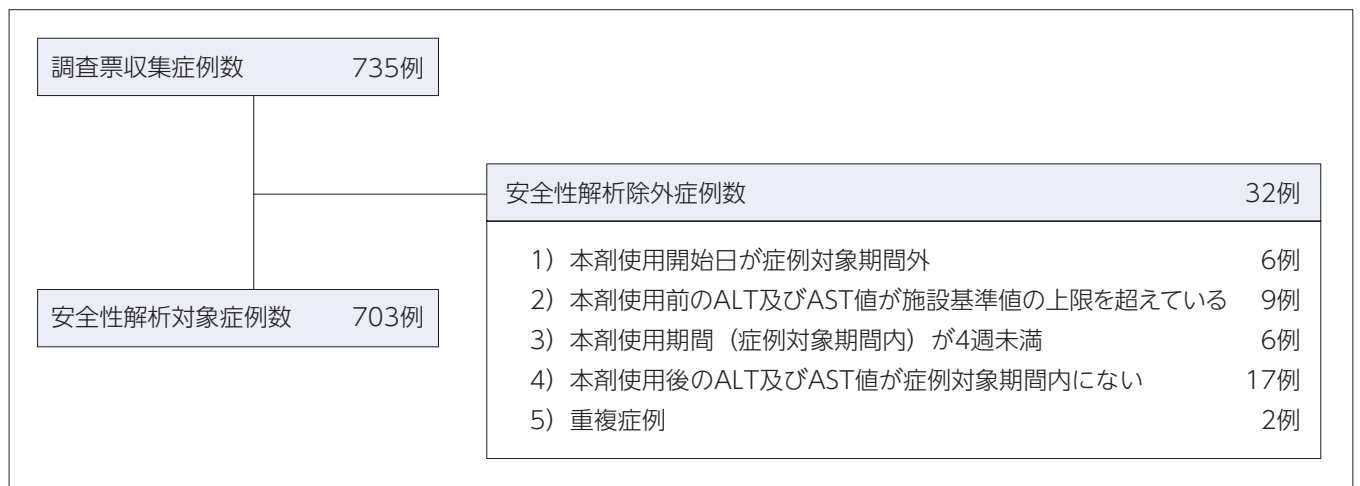 調査票収集症例数 735例
安全性解析除外症例数 32例
1）本剤使用開始日が症例対象期間外 6例
2）本剤使用前のALT及びAST値が施設基準値の上限を超えている 9例
3）本剤使用期間（症例対象期間内）が4週未満 6例
4）本剤使用後のALT及びAST値が症例対象期間内にない 17例
5）重複症例 2例
安全性解析対象症例数 703例